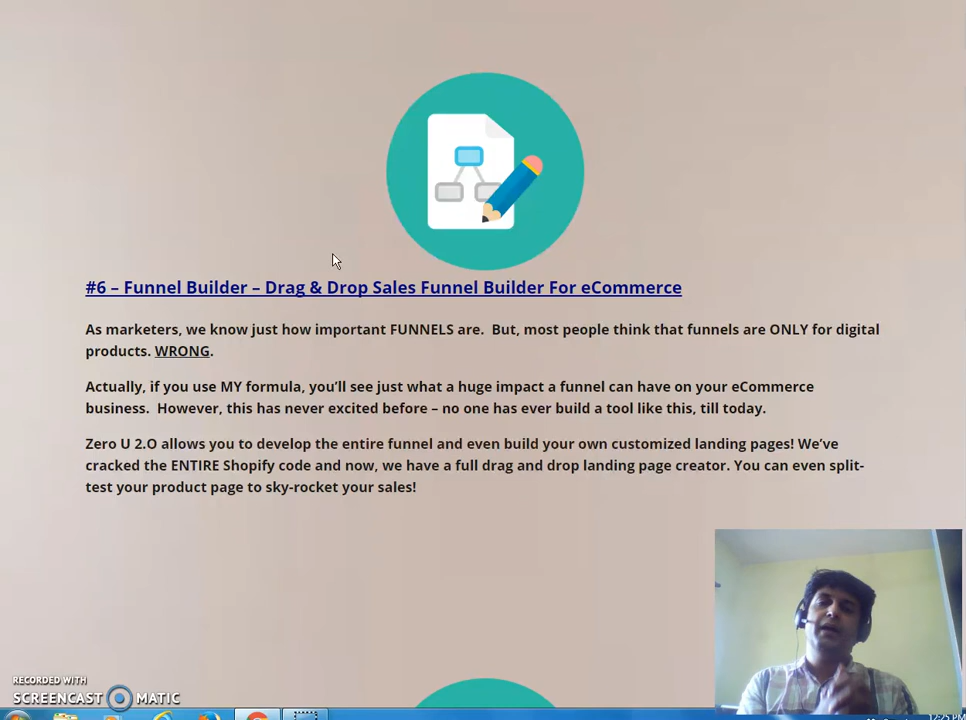 #6 – Funnel Builder – Drag & Drop Sales Funnel Builder For eCommerce
As marketers, we know just how important FUNNELS are.  But, most people think that funnels are ONLY for digital
products. WRONG.
Actually, if you use MY formula, you’ll see just what a huge impact a funnel can have on your eCommerce
business.  However, this has never excited before – no one has ever build a tool like this, till today.
Zero U 2.O allows you to develop the entire funnel and even build your own customized landing pages! We’ve
cracked the ENTIRE Shopify code and now, we have a full drag and drop landing page creator. You can even split-
test your product page to sky-rocket your sales!
RECORDED WITH
SCREENCAST MATIC
12:25 PM